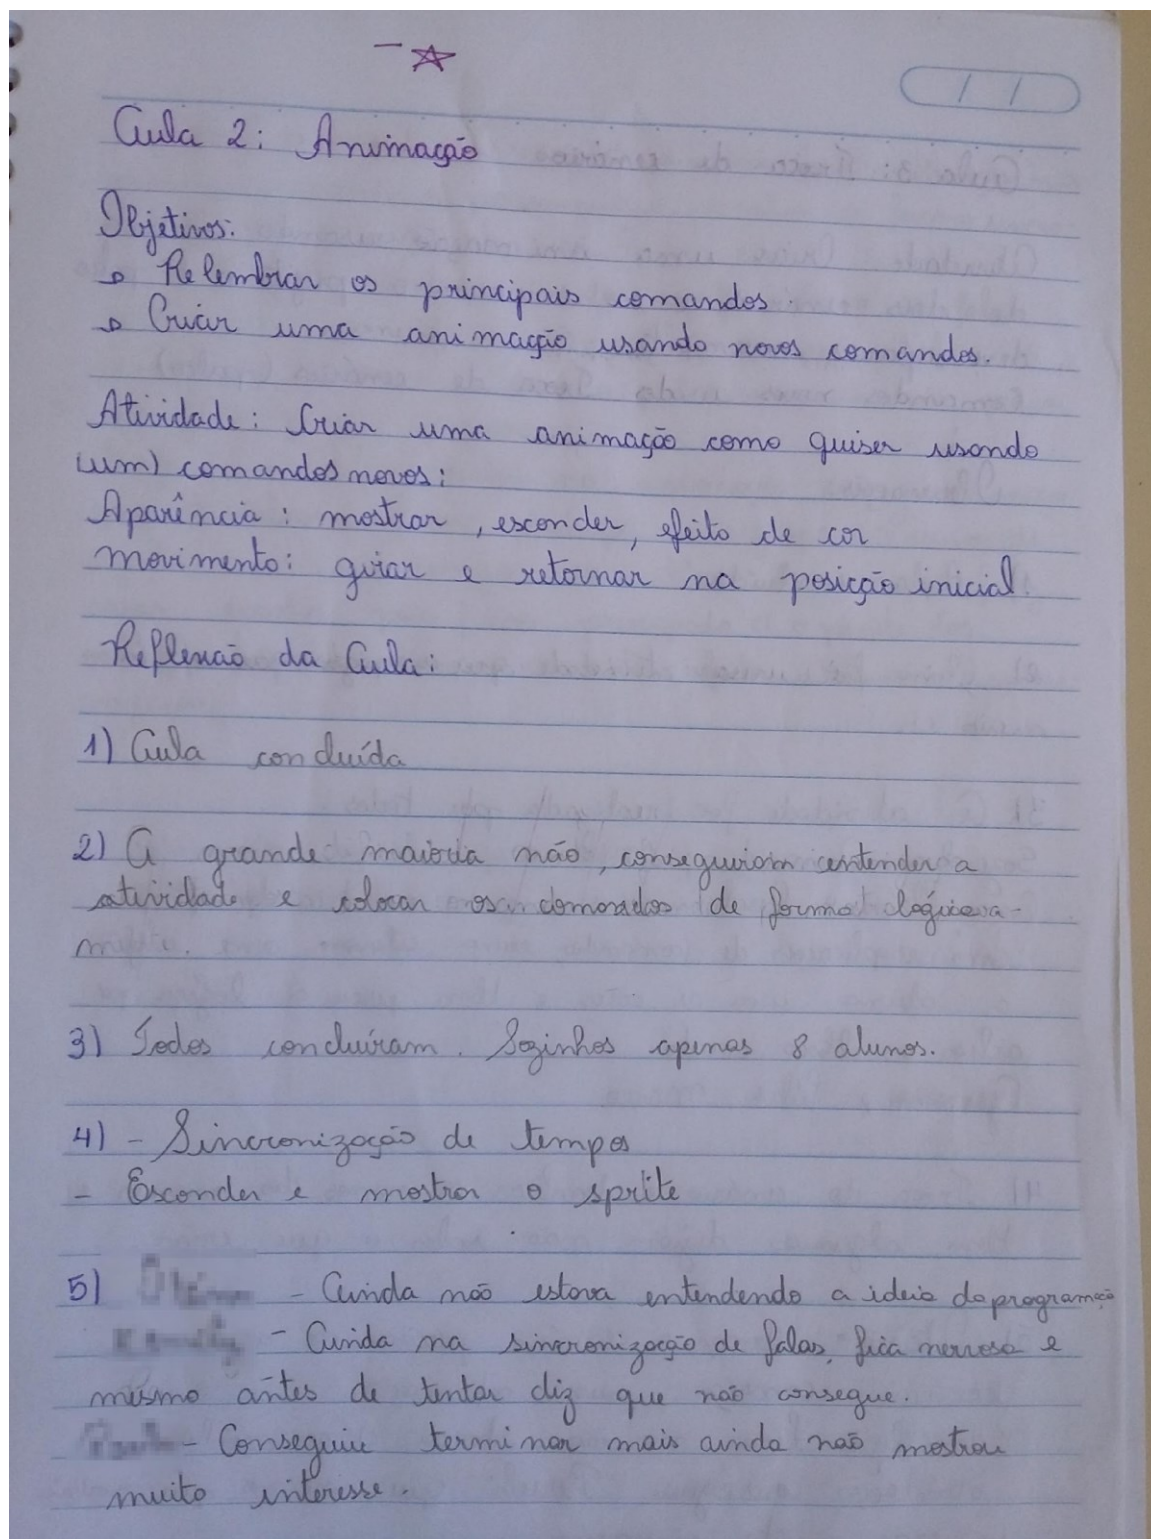 Aula 2: Animação
Objetivos:
Relembrar os principais comandos.
Criar uma animação usando novos comandos.
Atividade: Criar uma animação como quiser usando
(um) comandos novos:
Aparência: mostrar, esconder, efeito de cor
movimento: girar e retornar na posição inicial.
Reflexão da Aula:
1) Aula concluída
2) A grande maioria não, conseguiram entender a
atividade e colocar os comandos de forma
m.
3) Todos concluíram. Sozinhos apenas 8 alunos.
4) - Sincronização de tempos
- Esconder e mostrar o sprite
5) - Ainda não estava entendendo a ideia da programação
- Ainda na sincronização de falas, fica nervosa e
mesmo antes de tentar diz que não consegue.
- Conseguiu terminar mais ainda não mostrou
muito interesse.